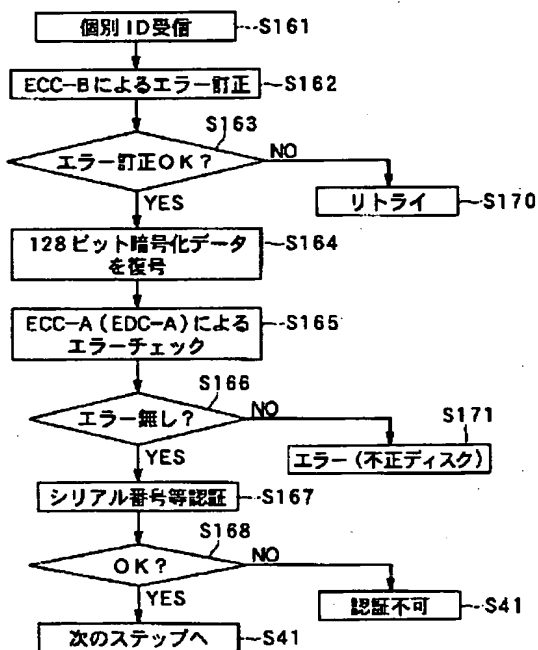 個別ID受信 S161
ECC-Bによるエラー訂正 S162
S163
エラー訂正OK?
NO
YES
リトライ S170
128ビット暗号化データ S164
を復号
ECC-A(EDC-A)による S165
エラーチェック
S166
エラー無し?
NO
S171
YES
エラー(不正ディスク)
シリアル番号等認証 S167
S168
OK?
NO
YES
認証不可 S41
次のステップへ S41